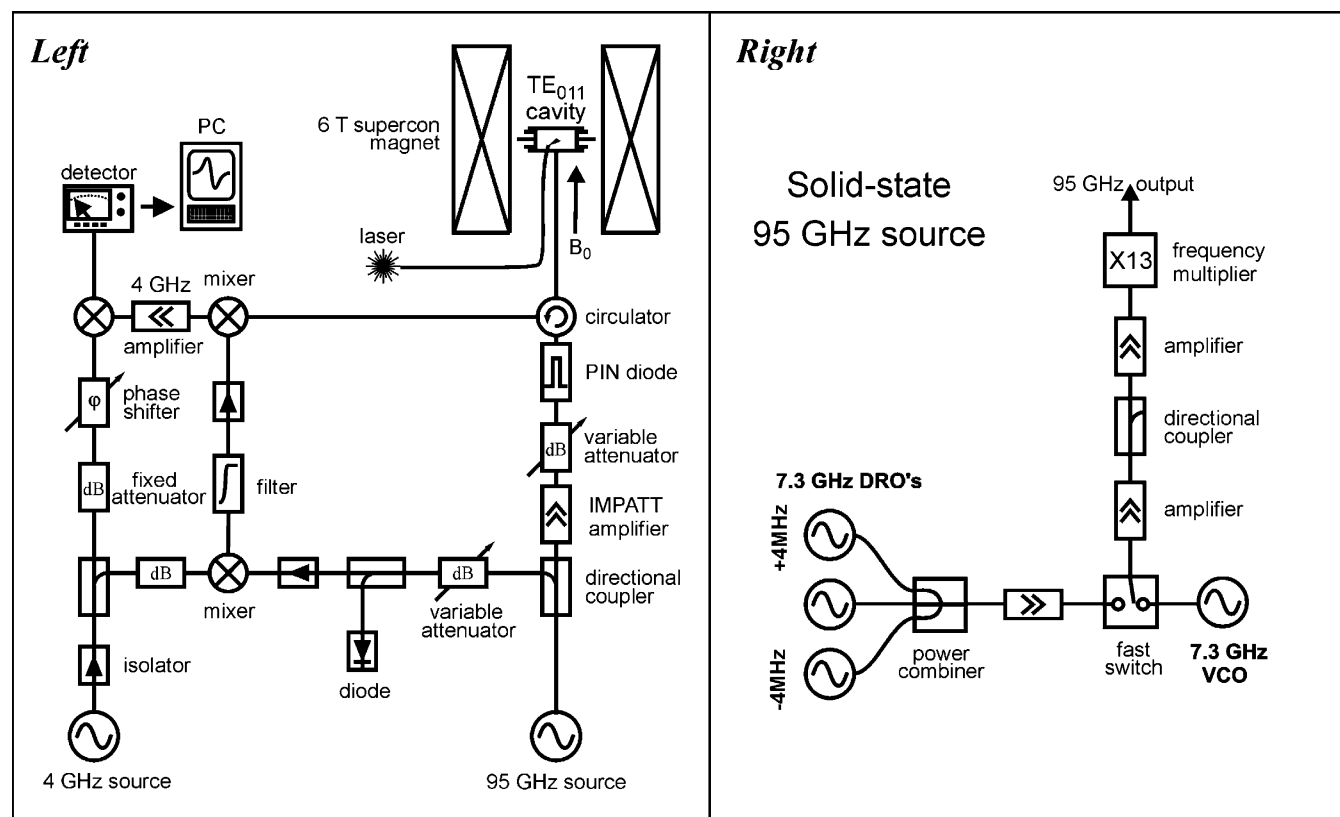 Left
TE011
cavity
6 T supercon
magnet
PC
detector
laser
B0
4 GHz
mixer
amplifier
circulator
PIN diode
phase
shifter
φ
variable
attenuator
dB
fixed
attenuator
dB
filter
IMPATT
amplifier
dB
mixer
dB
variable
attenuator
directional
coupler
isolator
diode
4 GHz source
95 GHz source
Right
Solid-state
95 GHz source
95 GHz output
X13
frequency
multiplier
amplifier
directional
coupler
amplifier
7.3 GHz DRO's
+4MHz
-4MHz
power
combiner
fast
switch
7.3 GHz
VCO